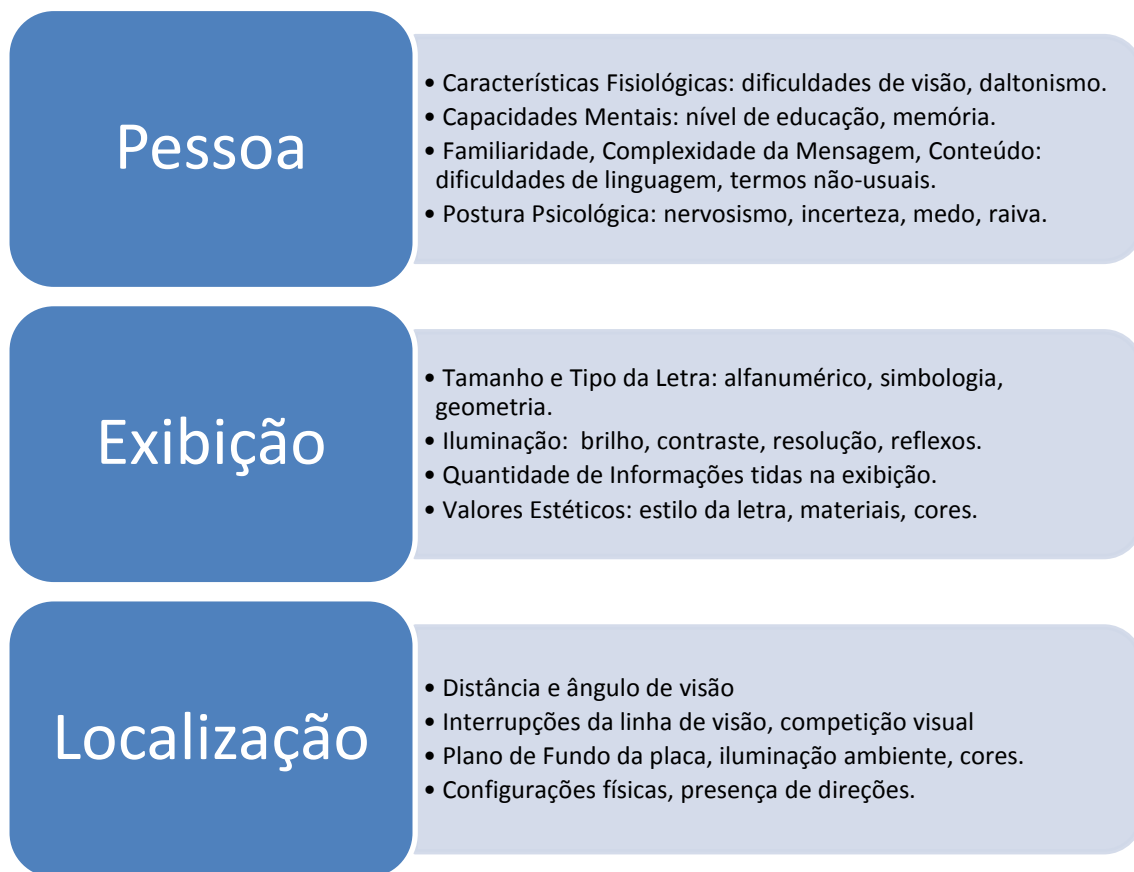 Pessoa
• Características Fisiológicas: dificuldades de visão, daltonismo.
• Capacidades Mentais: nível de educação, memória.
• Familiaridade, Complexidade da Mensagem, Conteúdo:
dificuldades de linguagem, termos não-usuais.
• Postura Psicológica: nervosismo, incerteza, medo, raiva.
Exibição
• Tamanho e Tipo da Letra: alfanumérico, simbologia,
geometria.
• Iluminação:  brilho, contraste, resolução, reflexos.
• Quantidade de Informações tidas na exibição.
• Valores Estéticos: estilo da letra, materiais, cores.
Localização
• Distância e ângulo de visão
• Interrupções da linha de visão, competição visual
• Plano de Fundo da placa, iluminação ambiente, cores.
• Configurações físicas, presença de direções.